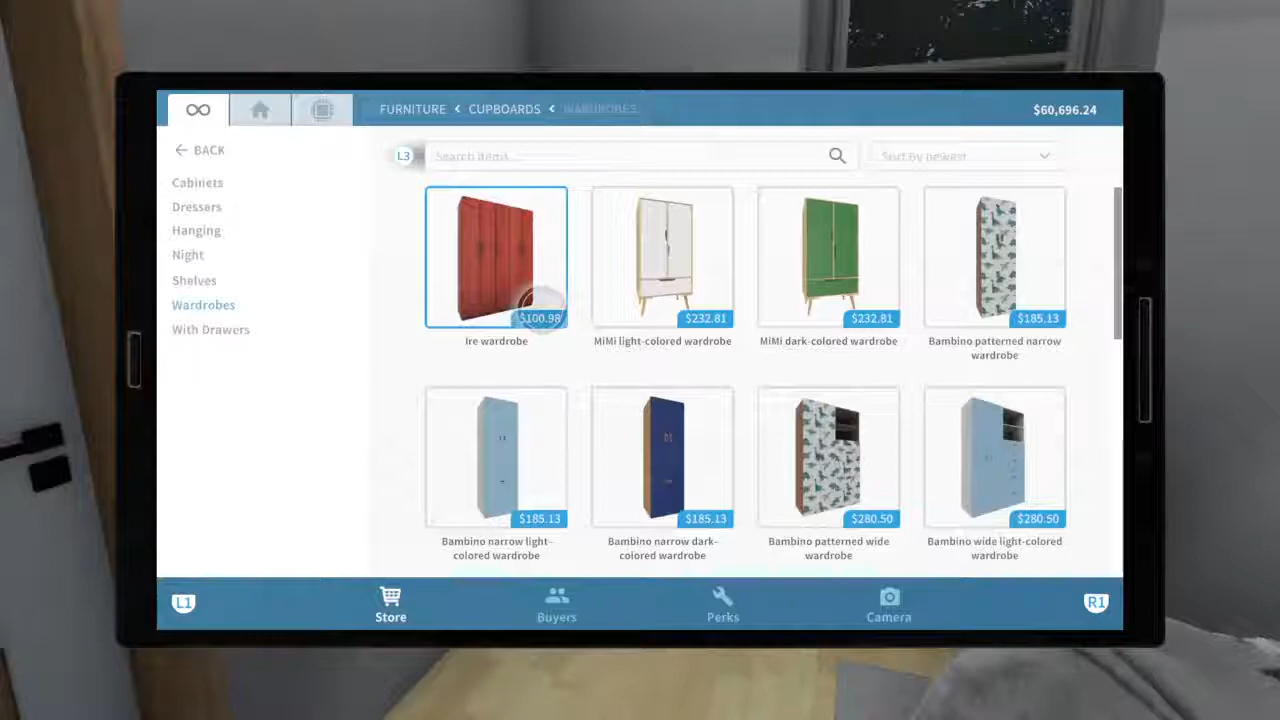 FURNITURE < CUPBOARDS < WARDROBES
$60,696.24
BACK
Cabinets
Dressers
Hanging
Night
Shelves
Wardrobes
With Drawers
L3
Search items...
Sort by newest
$100.98
Ire wardrobe
$232.81
MiMi light-colored wardrobe
$232.81
MiMi dark-colored wardrobe
$185.13
Bambino patterned narrow
wardrobe
$185.13
Bambino narrow light-
colored wardrobe
$185.13
Bambino narrow dark-
colored wardrobe
$280.50
Bambino patterned wide
wardrobe
$280.50
Bambino wide light-colored
wardrobe
L1
Store
Buyers
Perks
Camera
R1